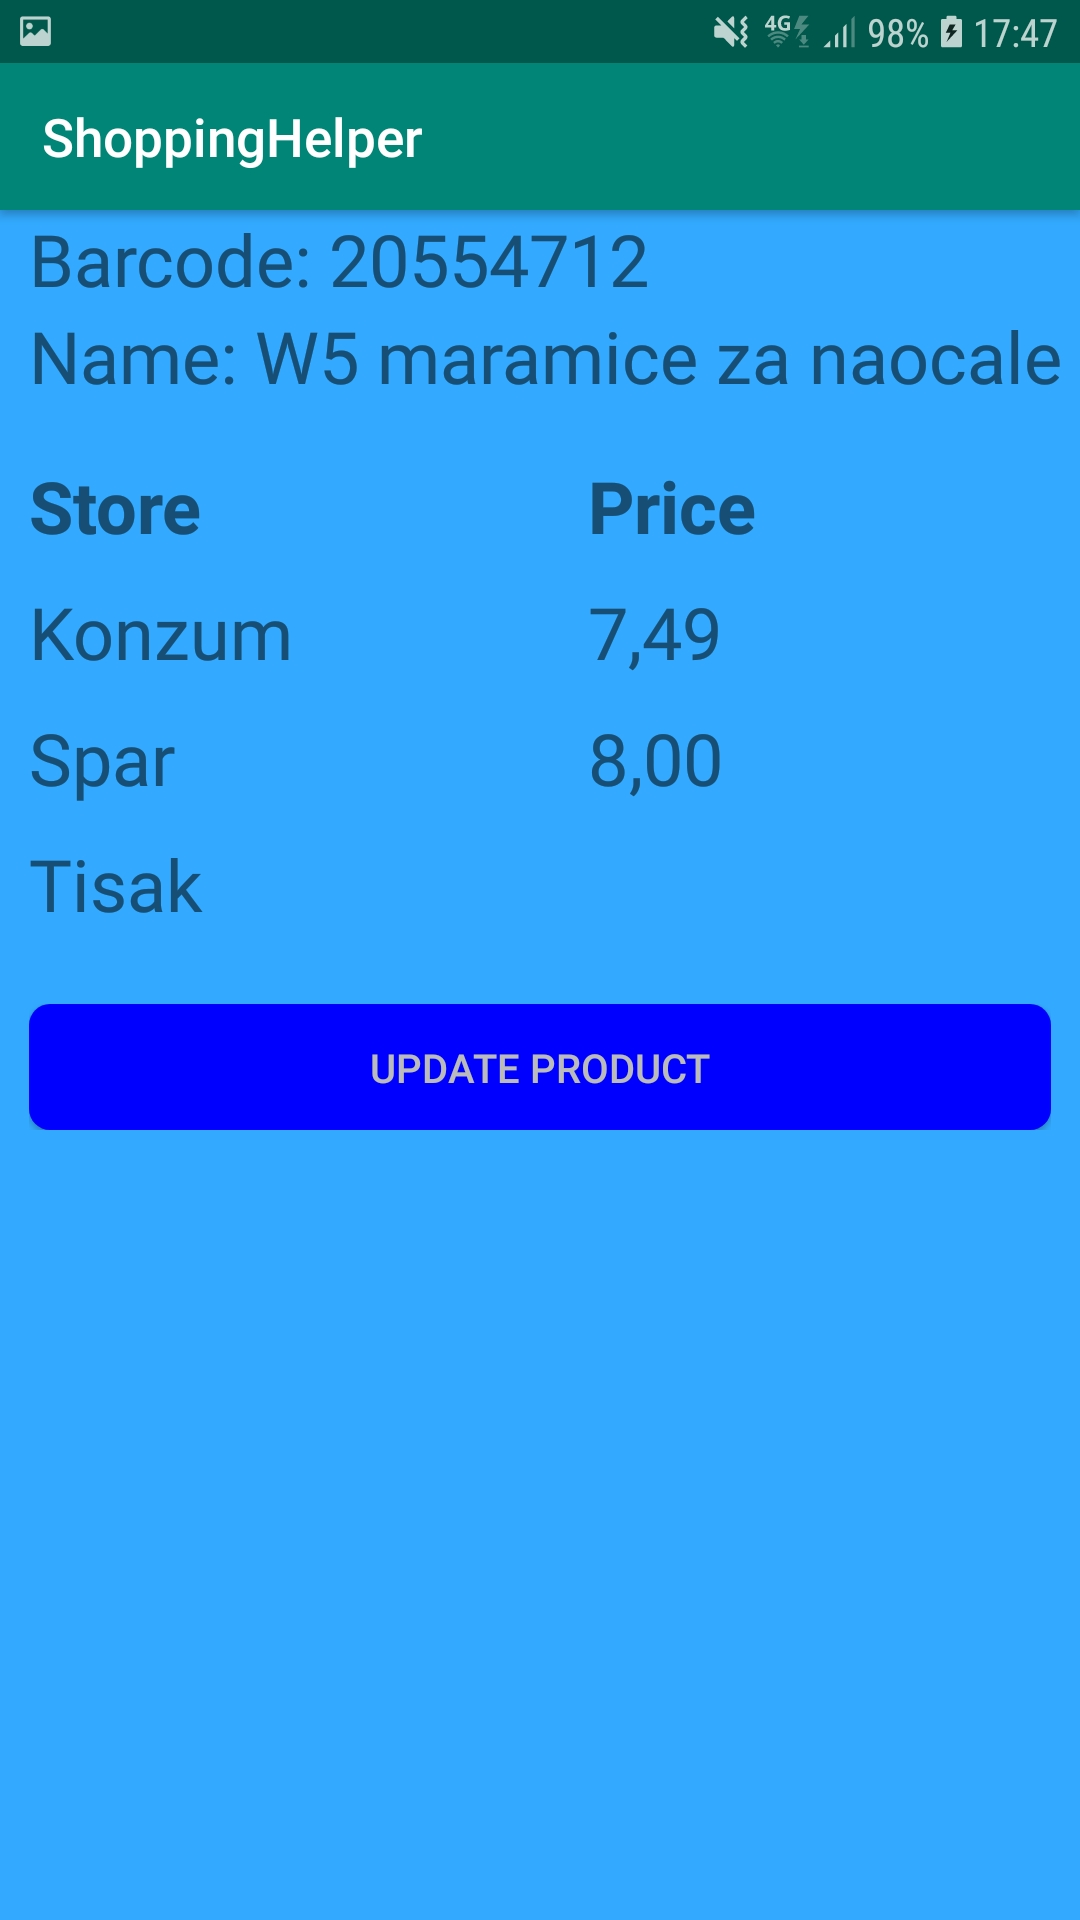 4G 98% 17:47
ShoppingHelper
Barcode: 20554712
Name: W5 maramice za naocale
Store Price
Konzum 7,49
Spar 8,00
Tisak
UPDATE PRODUCT